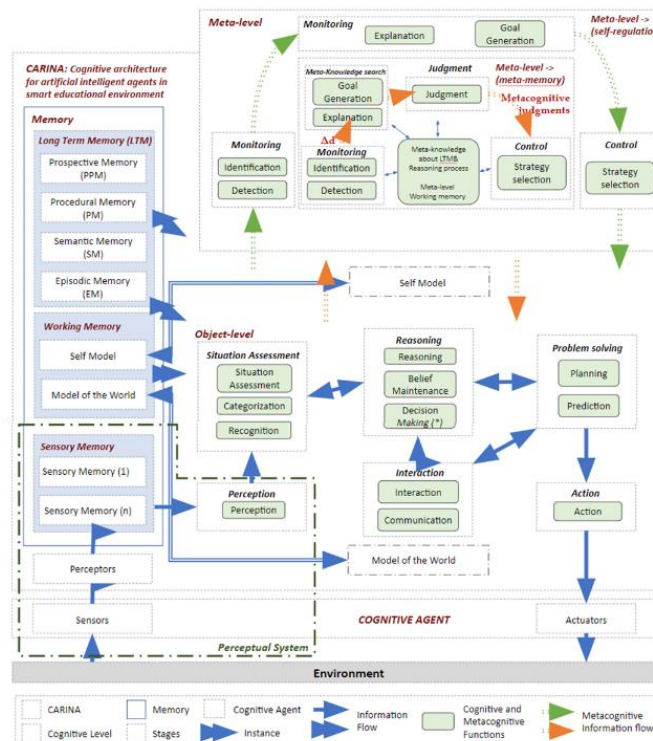 Meta-level
Monitoring
Explanation
Goal
Generation
Meta-level ->
(self-regulation
CARINA: Cognitive architecture
for artificial intelligent agents in
smart educational environment
Memory
Long Term Memory (LTM)
Prospective Memory
(PPM)
Procedural Memory
(PM)
Semantic Memory
(SM)
Episodic Memory
(EM)
Working Memory
Self Model
Model of the World
Sensory Memory
Sensory Memory (1)
Sensory Memory (n)
Perceptors
Sensors
Monitoring
Identification
Detection
Meta-Knowledge search
Goal
Generation
Explanation
Δd
Monitoring
Identification
Detection
Judgment
Judgment
Meta-level ->
(meta-memory)
Metacognitive
judgments
Meta-knowledge
about LTM&
Reasoning process
Meta-level
Working memory
Control
Strategy
selection
Control
Strategy
selection
Self Model
Object-level
Situation Assessment
Situation
Assessment
Categorization
Recognition
Perception
Perception
Reasoning
Reasoning
Belief
Maintenance
Decision
Making (*)
Interaction
Interaction
Communication
Problem solving
Planning
Prediction
Action
Action
Model of the World
COGNITIVE AGENT
Actuators
Perceptual System
Environment
CARINA
Memory
Cognitive Agent
Information
Flow
Cognitive and
Metacognitive
Functions
Metacognitive
Information flow
Cognitive Level
Stages
Instance